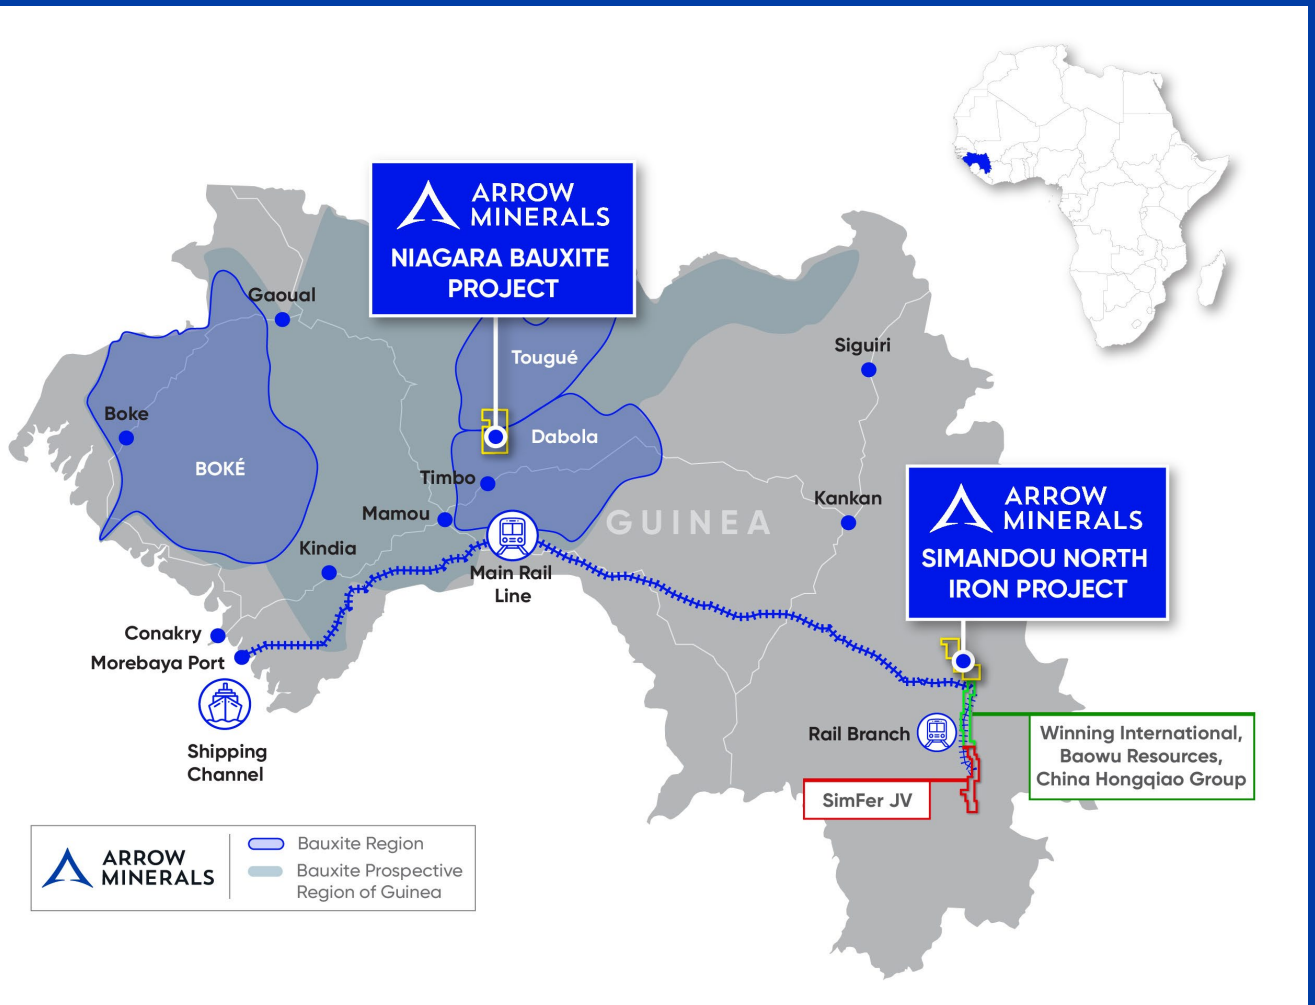 ARROW
MINERALS
NIAGARA BAUXITE
PROJECT
Gaoual
Tougué
Siguiri
Boke
Dabola
BOKÉ
Timbo
Kankan
Mamou
GUINEA
ARROW
MINERALS
SIMANDOU NORTH
IRON PROJECT
Kindia
Main Rail
Line
Conakry
Morebaya Port
Shipping
Channel
Rail Branch
Winning International,
Baowu Resources,
China Hongqiao Group
SimFer JV
ARROW
MINERALS
Bauxite Region
Bauxite Prospective
Region of Guinea